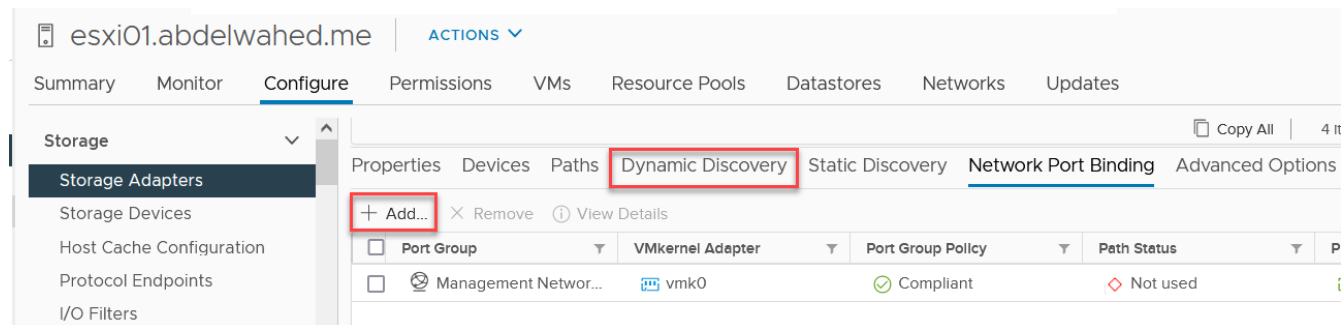 esxi01.abdelwahed.me ACTIONS
Summary Monitor Configure Permissions VMs Resource Pools Datastores Networks Updates
Storage
Storage Adapters
Storage Devices
Host Cache Configuration
Protocol Endpoints
I/O Filters
Copy All 4 It
Properties Devices Paths Dynamic Discovery Static Discovery Network Port Binding Advanced Options
+ Add... × Remove View Details
Port Group VMkernel Adapter Port Group Policy Path Status P
Management Networ... vmk0 Compliant Not used